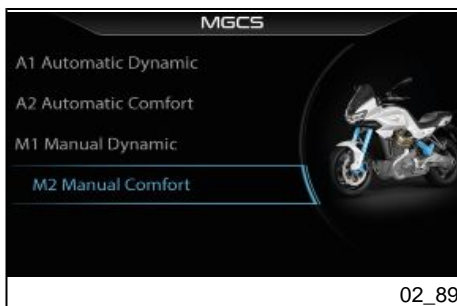 MGCS
A1 Automatic Dynamic
A2 Automatic Comfort
M1 Manual Dynamic
M2 Manual Comfort
02_89